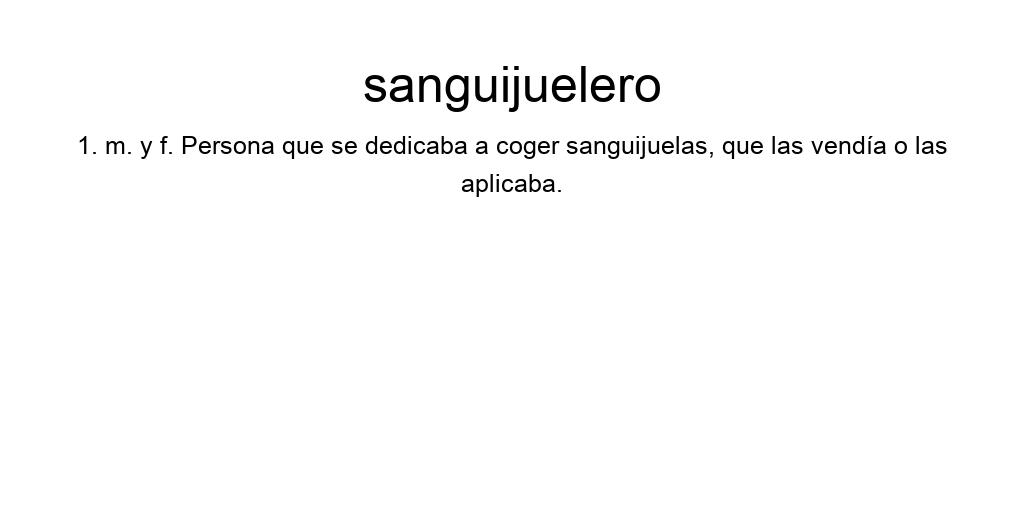 sanguijuelero
1. m. y f. Persona que se dedicaba a coger sanguijuelas, que las vendía o las
aplicaba.